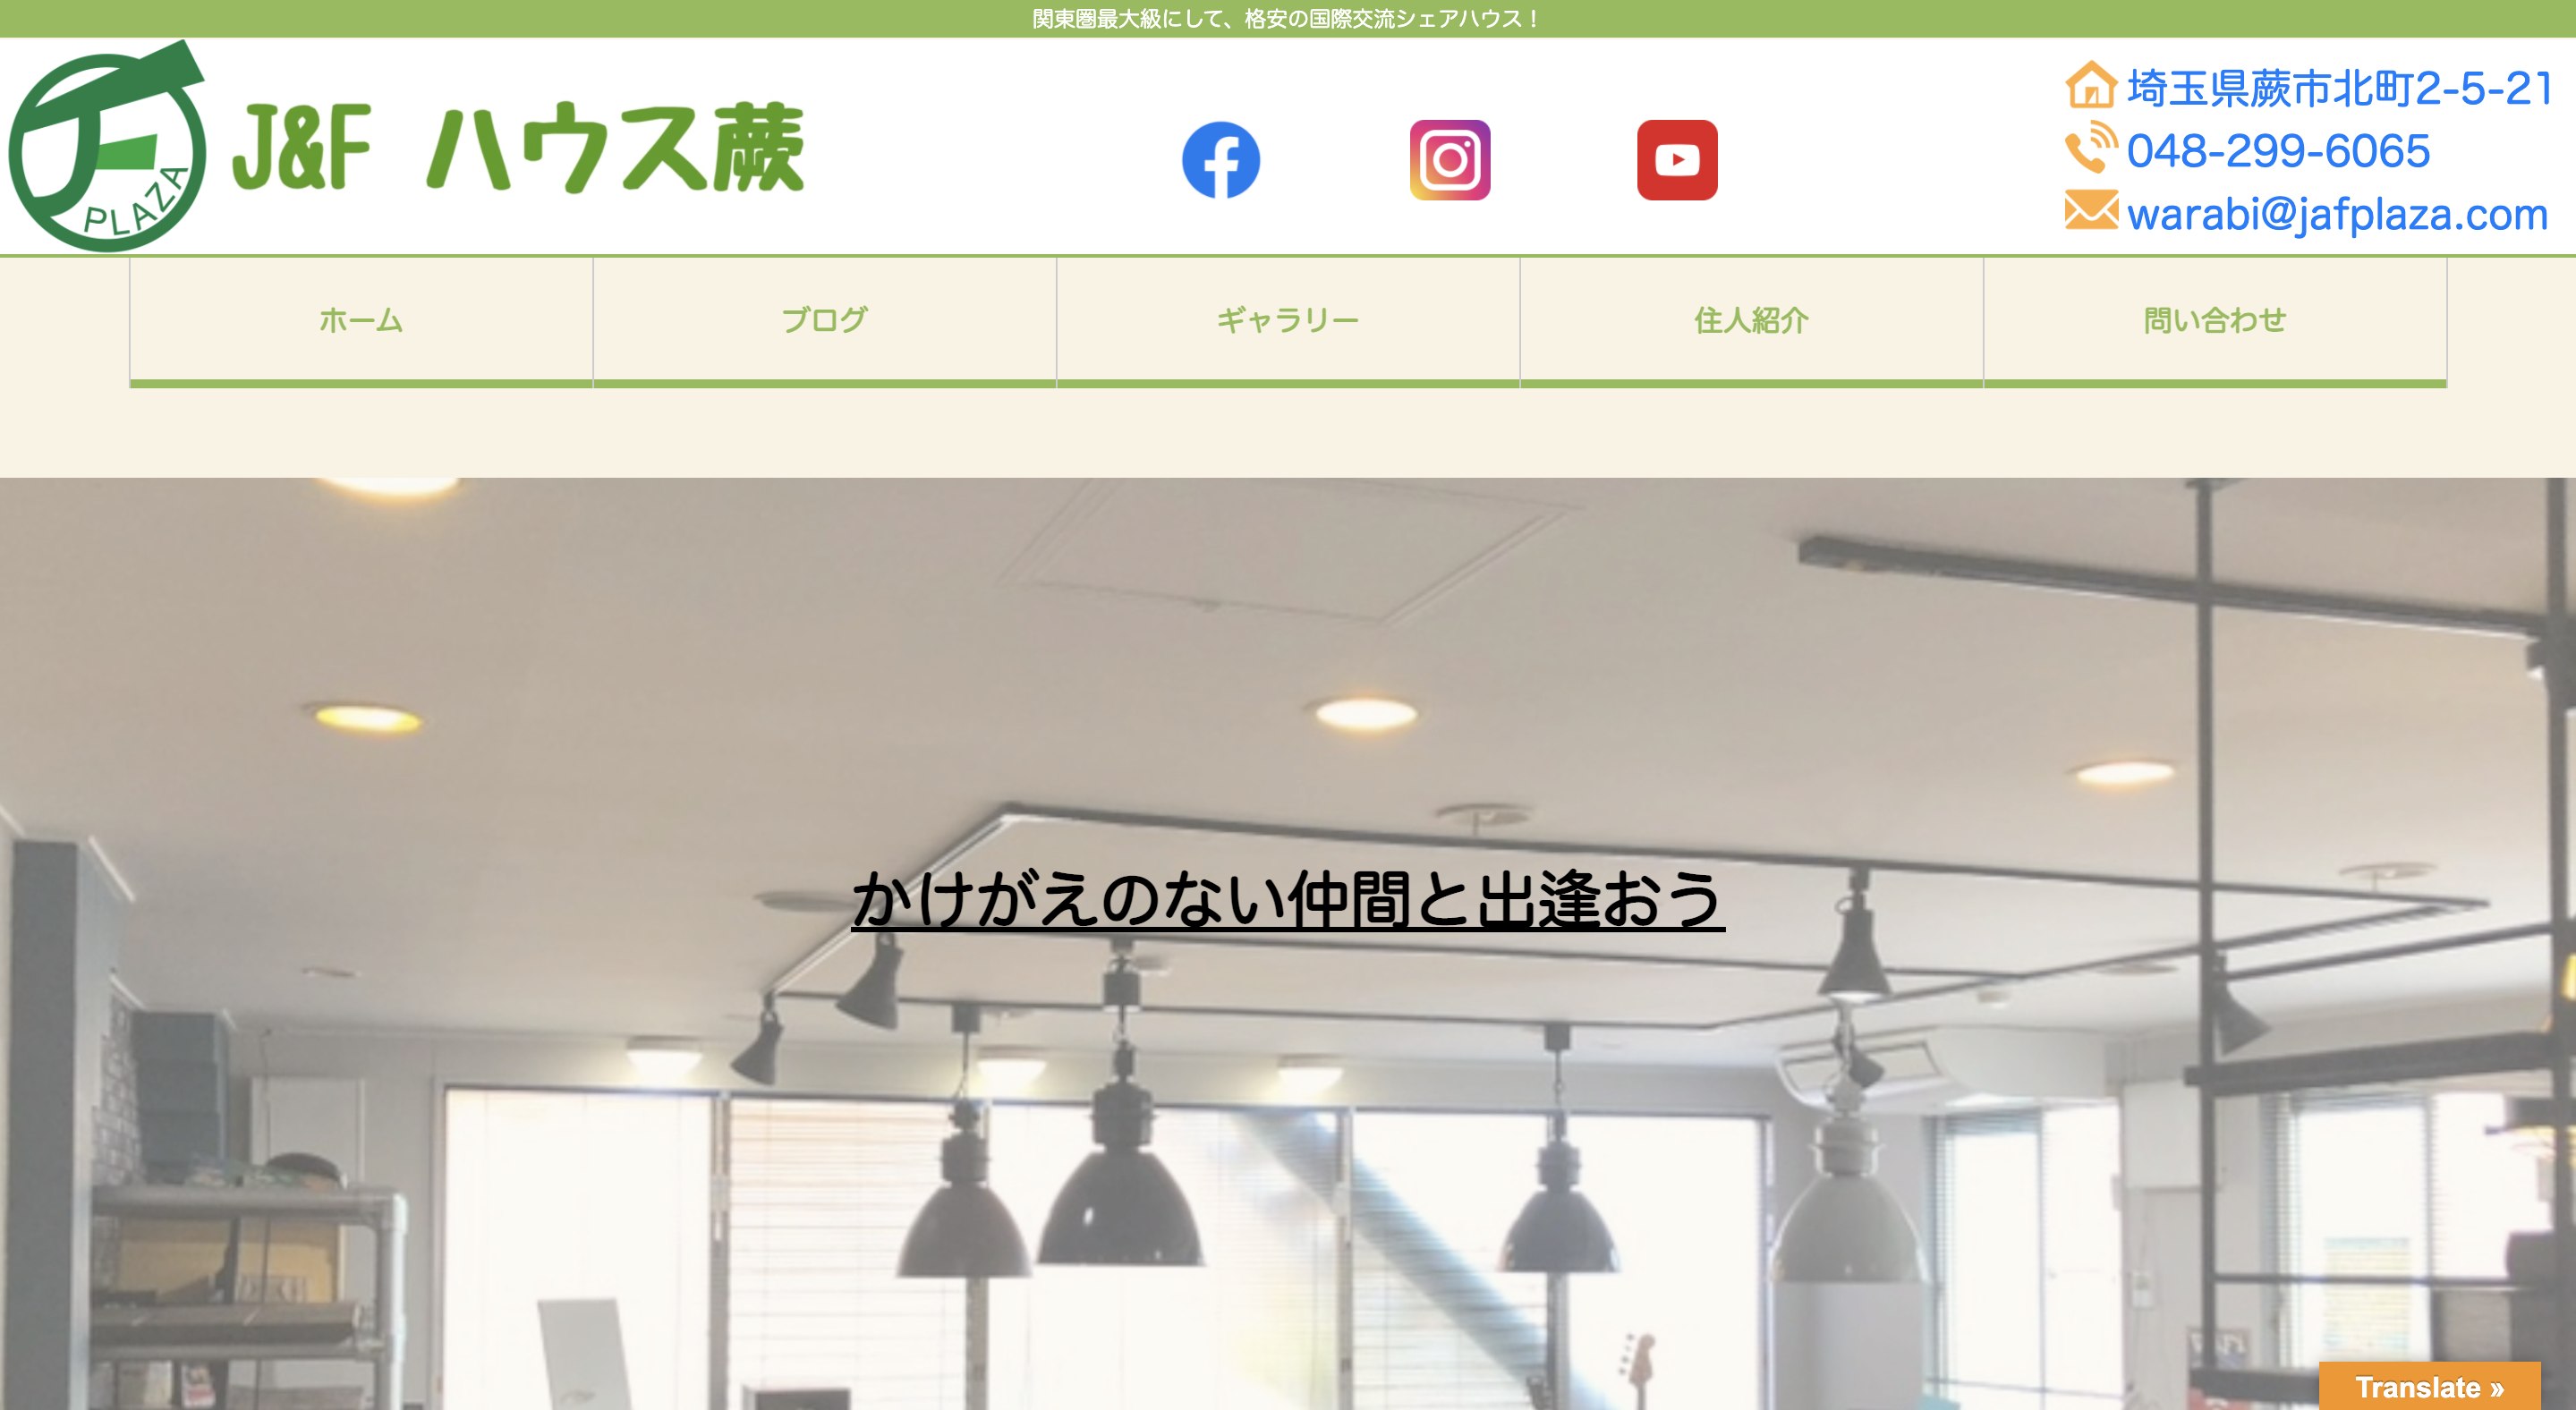 関東圏最大級にして、格安の国際交流シェアハウス！
PLAZA
J&F ハウス蕨
埼玉県蕨市北町2-5-21
048-299-6065
warabi@jafplaza.com
ホーム
ブログ
ギャラリー
住人紹介
問い合わせ
かけがえのない仲間と出逢おう
Translate »